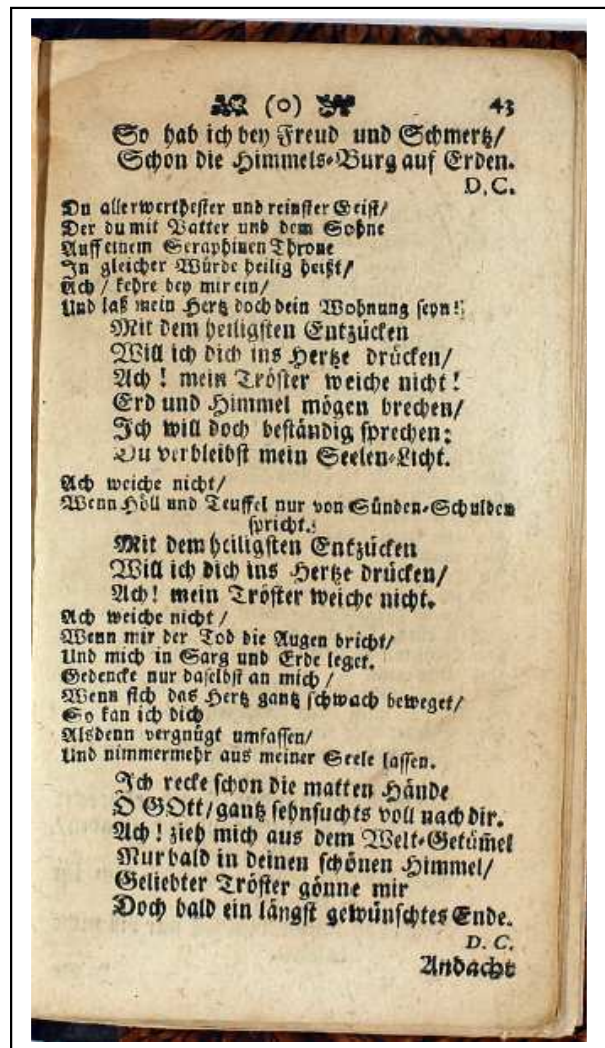 (o) 43
So hab ich bey Freud und Schmertz/
Schon die Himmels-Burg auf Erden.
D.C.
Du allerwerthester und reinster Geist/
Der du mit Vatter und dem Sohne
Auff einem Seraphinen Throne
In gleicher Würde heilig heißt/
Ach / kehre bey mir ein/
Und laß mein Hertz doch dein Wohnung seyn!
Mit dem heiligsten Entzücken
Will ich dich ins Hertze drücken/
Ach! mein Tröster weiche nicht!
Erd und Himmel mögen brechen/
Ich will doch beständig sprechen:
Du verbleibst mein Seelen-Licht.
Ach weiche nicht/
Wenn Höll und Teuffel nur von Sünden-Schulden
spricht.
Mit dem heiligsten Entzücken
Will ich dich ins Hertze drücken/
Ach! mein Tröster weiche nicht.
Ach weiche nicht /
Wenn mir der Tod die Augen bricht/
Und mich in Sarg und Erde leget.
Gedencke nur daselbst an mich /
Wenn sich das Hertz gantz schwach beweget/
So kan ich dich
Alsdenn vergnügt umfassen/
Und nimmermehr aus meiner Seele lassen.
Ich recke schon die matten Hände
O GOtt/ gantz sehnsuchts voll nach dir.
Ach! zieh mich aus dem Welt-Getüm̃el
Nur bald in deinen schönen Himmel/
Geliebter Tröster gönne mir
Doch bald ein längst gewünschtes Ende.
D. C.
Andacht